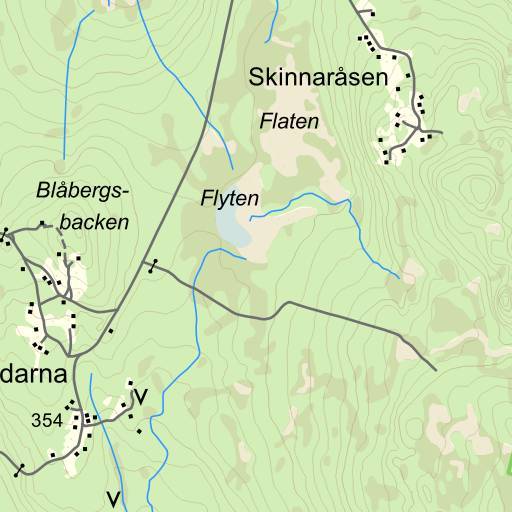 Skinnaråsen
Flaten
Blåbergs-
backen
Flyten
darna
354